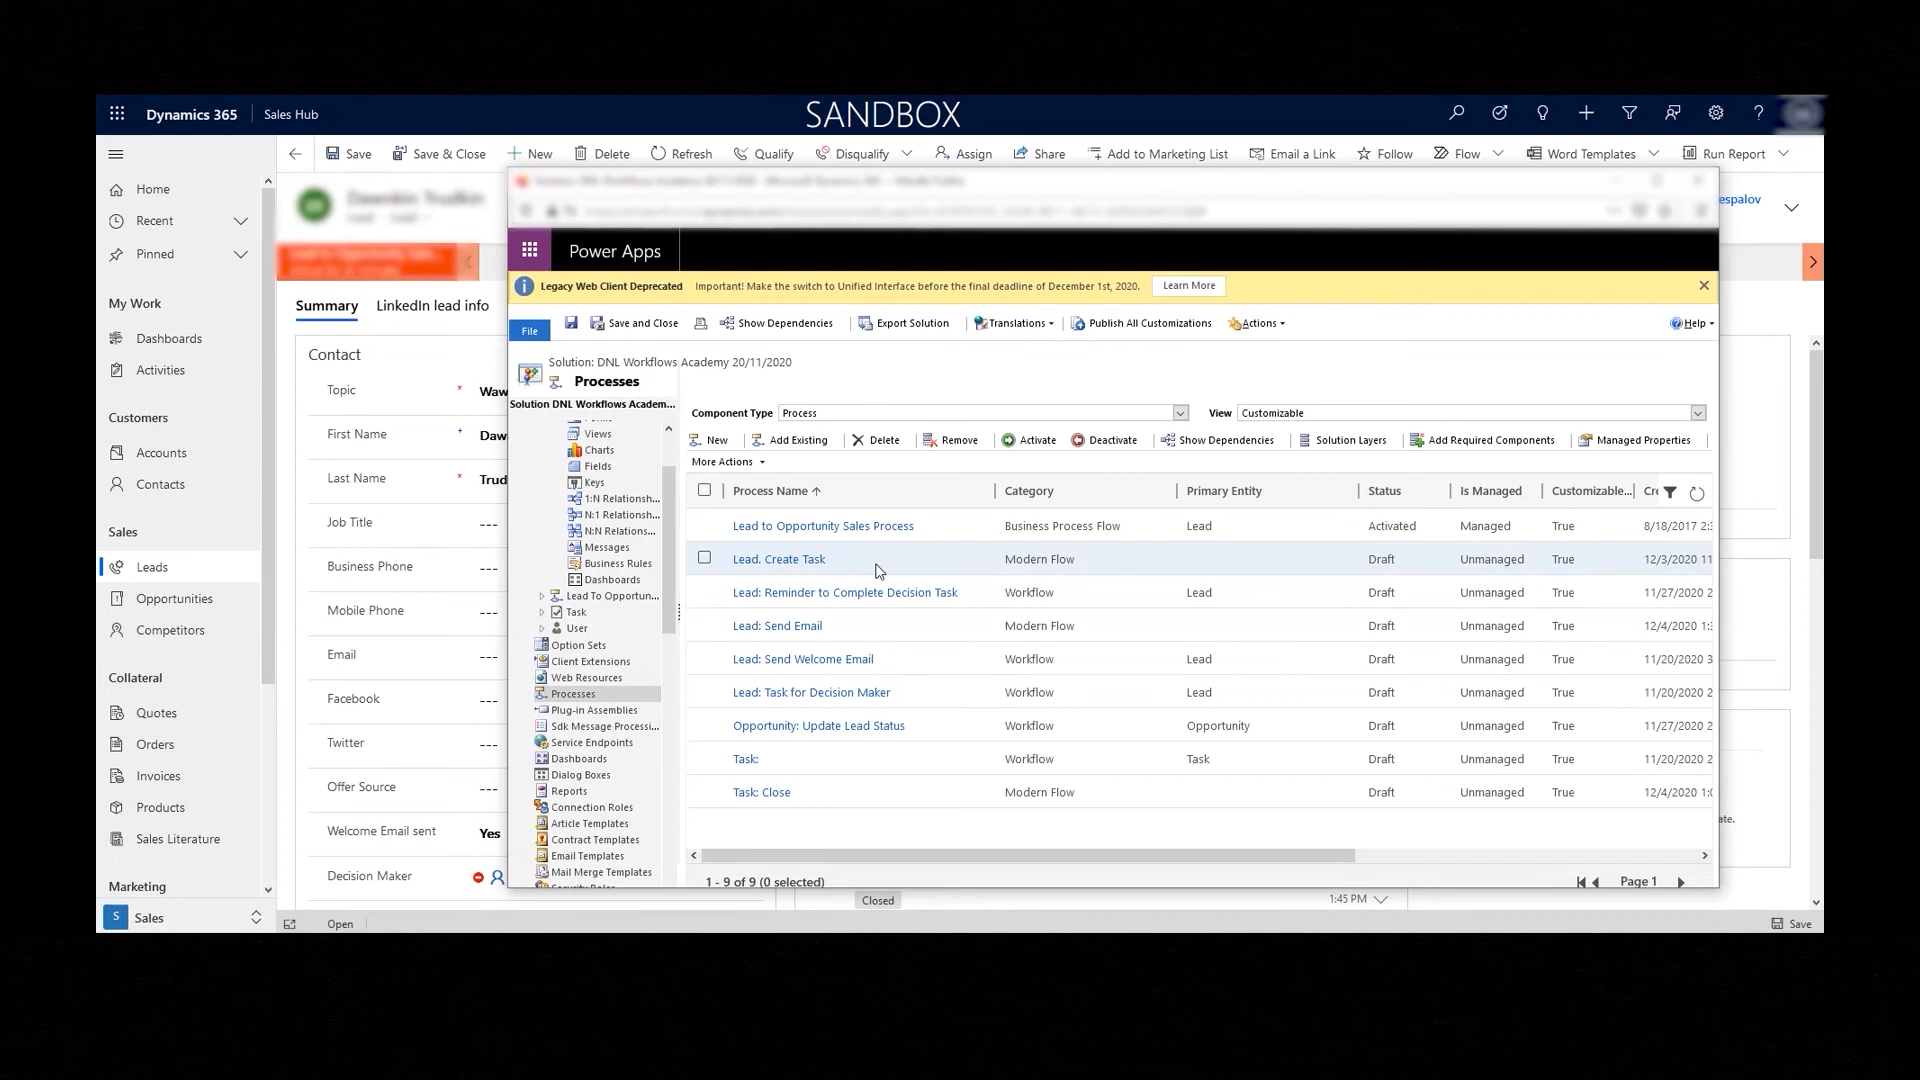 Dynamics 365 Sales Hub SANDBOX
Save Save & Close New Delete Refresh Qualify Disqualify Assign Share Add to Marketing List Email a Link Follow Flow Word Templates Run Report
Home
Recent
Pinned
My Work
Dashboards
Activities
Customers
Accounts
Contacts
Sales
Leads
Opportunities
Competitors
Collateral
Quotes
Orders
Invoices
Products
Sales Literature
Marketing
S Sales
espalov
Summary LinkedIn lead info
Contact
Topic * Waw
First Name + Daw
Last Name * Trud
Job Title ---
Business Phone ---
Mobile Phone ---
Email ---
Facebook ---
Twitter ---
Offer Source ---
Welcome Email sent Yes
Decision Maker
Open
Power Apps
Legacy Web Client Deprecated Important! Make the switch to Unified Interface before the final deadline of December 1st, 2020. Learn More
File Save and Close Show Dependencies Export Solution Translations Publish All Customizations Actions Help
Solution: DNL Workflows Academy 20/11/2020
Processes
Solution DNL Workflows Academ...
Views
Charts
Fields
Keys
1:N Relationsh...
N:1 Relationsh...
N:N Relations...
Messages
Business Rules
Dashboards
Lead To Opportun...
Task
User
Option Sets
Client Extensions
Web Resources
Processes
Plug-in Assemblies
Sdk Message Processi...
Service Endpoints
Dashboards
Dialog Boxes
Reports
Connection Roles
Article Templates
Contract Templates
Email Templates
Mail Merge Templates
Component Type Process View Customizable
New Add Existing Delete Remove Activate Deactivate Show Dependencies Solution Layers Add Required Components Managed Properties
More Actions
Process Name Category Primary Entity Status Is Managed Customizable... Cre
Lead to Opportunity Sales Process Business Process Flow Lead Activated Managed True 8/18/2017 2:3
Lead. Create Task Modern Flow Draft Unmanaged True 12/3/2020 11
Lead: Reminder to Complete Decision Task Workflow Lead Draft Unmanaged True 11/27/2020 2
Lead: Send Email Modern Flow Draft Unmanaged True 12/4/2020 1:3
Lead: Send Welcome Email Workflow Lead Draft Unmanaged True 11/20/2020 3
Lead: Task for Decision Maker Workflow Lead Draft Unmanaged True 11/20/2020 2
Opportunity: Update Lead Status Workflow Opportunity Draft Unmanaged True 11/27/2020 2
Task: Workflow Task Draft Unmanaged True 11/20/2020 2
Task: Close Modern Flow Draft Unmanaged True 12/4/2020 1:0
1 - 9 of 9 (0 selected) Page 1
ate.
Closed 1:45 PM
Save